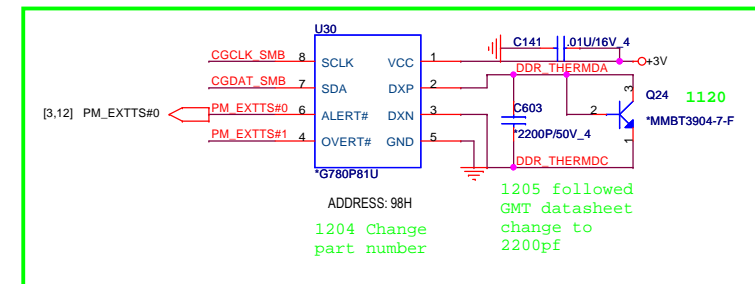 U30
C141 .01U/16V_4
CGCLK_SMB 8 SCLK VCC 1 +3V
DDR_THERMDA
CGDAT_SMB 7 SDA DXP 2
3
Q24 1120
[3,12] PM_EXTTS#0 PM_EXTTS#0 6 ALERT# DXN 3 C603 2
*MMBT3904-7-F
*2200P/50V_4
PM_EXTTS#1 4 OVERT# GND 5 1
DDR_THERMDC
*G780P81U
ADDRESS: 98H
1204 Change
part number
1205 followed
GMT datasheet
change to
2200pf